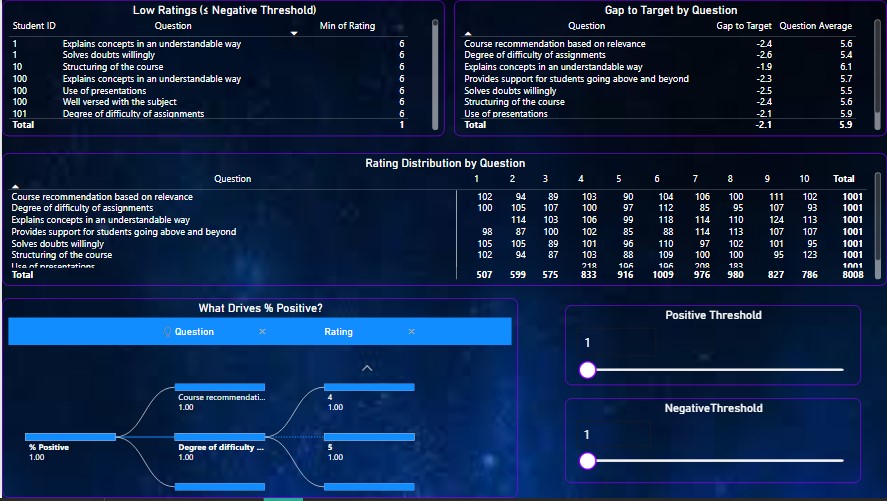 Low Ratings (≤ Negative Threshold)
Student ID Question Min of Rating
1 Explains concepts in an understandable way 6
1 Solves doubts willingly 6
10 Structuring of the course 6
100 Explains concepts in an understandable way 6
100 Use of presentations 6
100 Well versed with the subject 6
101 Degree of difficulty of assignments 6
Total 1
Gap to Target by Question
Question Gap to Target Question Average
Course recommendation based on relevance -2.4 5.6
Degree of difficulty of assignments -2.6 5.4
Explains concepts in an understandable way -1.9 6.1
Provides support for students going above and beyond -2.3 5.7
Solves doubts willingly -2.5 5.5
Structuring of the course -2.4 5.6
Use of presentations -2.1 5.9
Total -2.1 5.9
Rating Distribution by Question
Question 1 2 3 4 5 6 7 8 9 10 Total
Course recommendation based on relevance 102 94 89 103 90 104 106 100 111 102 1001
Degree of difficulty of assignments 100 105 107 100 97 112 85 95 107 93 1001
Explains concepts in an understandable way 114 103 106 99 118 114 110 124 113 1001
Provides support for students going above and beyond 98 87 100 102 85 88 114 113 107 107 1001
Solves doubts willingly 105 105 89 101 96 110 97 102 101 95 1001
Structuring of the course 102 94 87 103 88 109 100 100 95 123 1001
Use of presentations 218 196 196 208 183 1001
Total 507 599 575 833 916 1009 976 980 827 786 8008
What Drives % Positive?
Question × Rating ×
Course recommendati...
1.00
4
1.00
% Positive
1.00
Degree of difficulty ...
1.00
5
1.00
Positive Threshold
1
NegativeThreshold
1